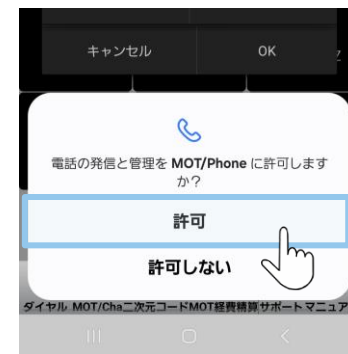 キャンセル OK
電話の発信と管理を MOT/Phone に許可します
か？
許可
許可しない
ダイヤル MOT/Cha二次元コードMOT経費精算サポートマニュア